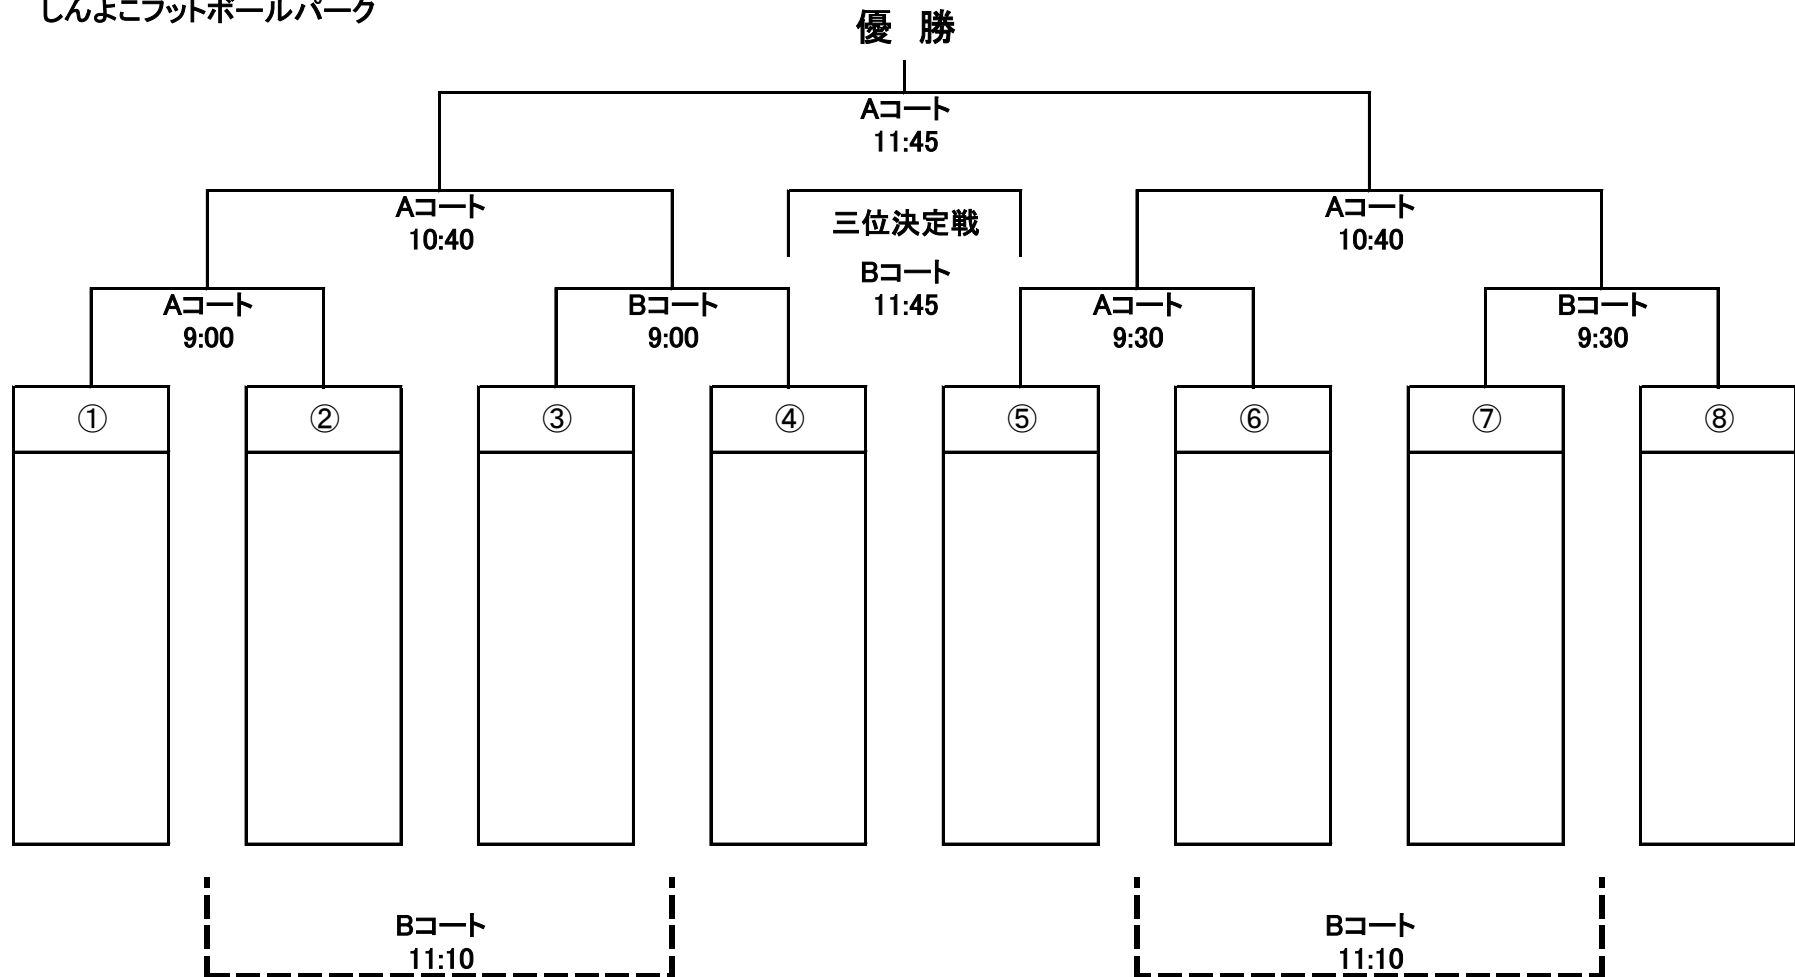 しんよこフットボールパーク
優　勝
Aコート
11:45
Aコート
10:40
三位決定戦
Bコート
11:45
Aコート
10:40
Aコート
9:00
Bコート
9:00
Aコート
9:30
Bコート
9:30
①
②
③
④
⑤
⑥
⑦
⑧
Bコート
11:10
Bコート
11:10